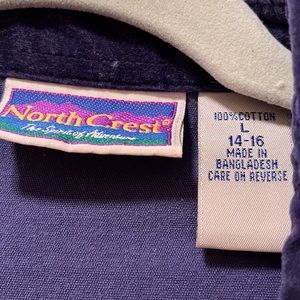 North Crest®
The Spirit of Adventure
100% COTTON
L
14-16
MADE IN
BANGLADESH
CARE ON REVERSE